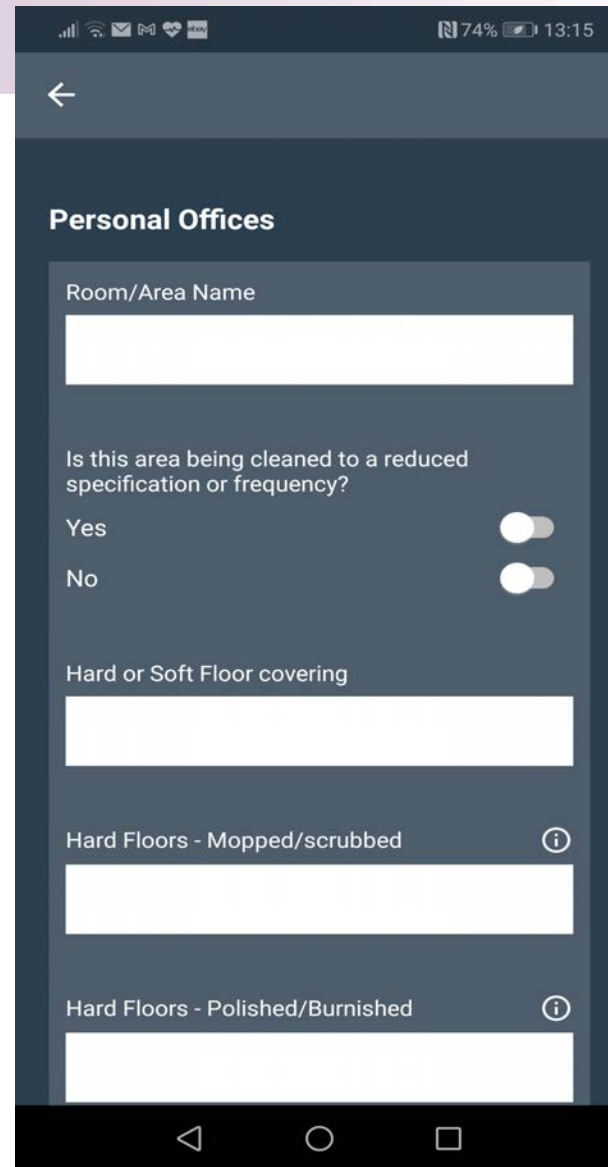 ebay 74% 13:15
Personal Offices
Room/Area Name
Is this area being cleaned to a reduced
specification or frequency?
Yes
No
Hard or Soft Floor covering
Hard Floors - Mopped/scrubbed
Hard Floors - Polished/Burnished